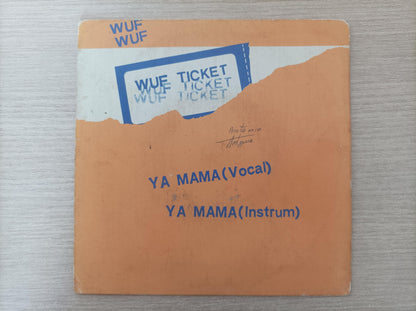 WUF
WUF
WUF TICKET
WUF TICKET
WUF TICKET
YA MAMA(Vocal)
YA MAMA(Instrum)